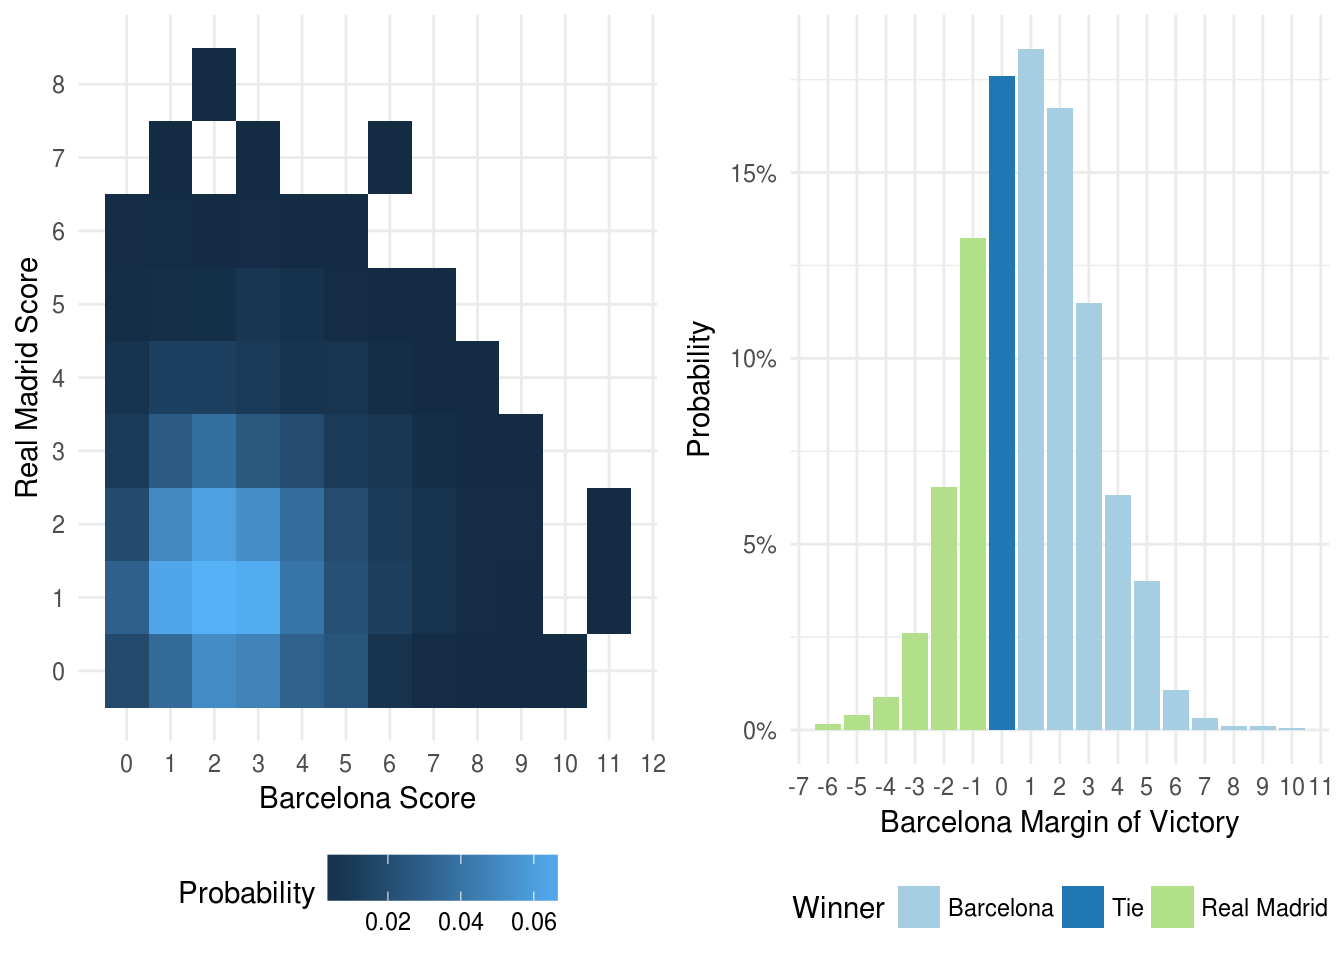 Real Madrid Score
8
7
6
5
4
3
2
1
0
0 1 2 3 4 5 6 7 8 9 10 11 12
Barcelona Score
Probability
0.02 0.04 0.06
Probability
15%
10%
5%
0%
-7 -6 -5 -4 -3 -2 -1 0 1 2 3 4 5 6 7 8 9 10 11
Barcelona Margin of Victory
Winner Barcelona Tie Real Madrid